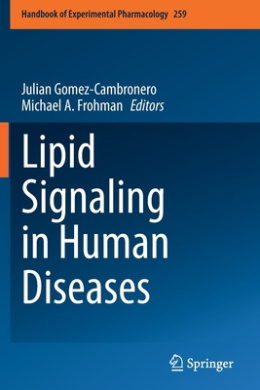 Handbook of Experimental Pharmacology 259
Julian Gomez-Cambronero
Michael A. Frohman Editors
Lipid
Signaling
in Human
Diseases
Springer